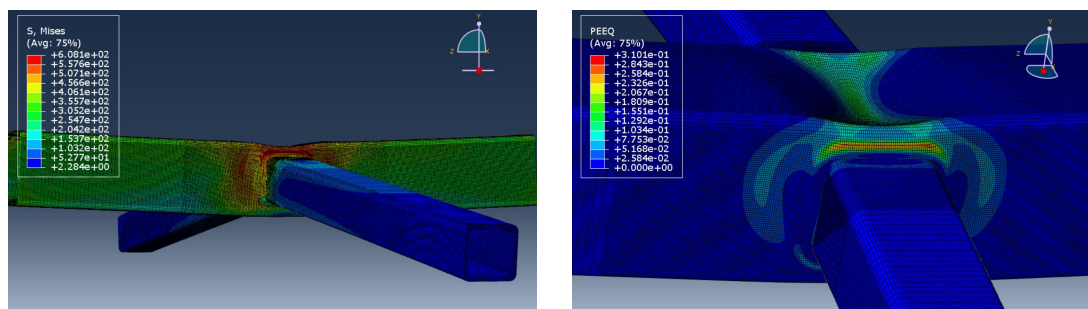 S, Mises
(Avg: 75%)
+6.081e+02
+5.576e+02
+5.071e+02
+4.566e+02
+4.061e+02
+3.557e+02
+3.052e+02
+2.547e+02
+2.042e+02
+1.537e+02
+1.032e+02
+5.277e+01
+2.284e+00
Y
Z
X
PEEQ
(Avg: 75%)
+3.101e-01
+2.843e-01
+2.584e-01
+2.326e-01
+2.067e-01
+1.809e-01
+1.551e-01
+1.292e-01
+1.034e-01
+7.753e-02
+5.168e-02
+2.584e-02
+0.000e+00
Y
Z
X